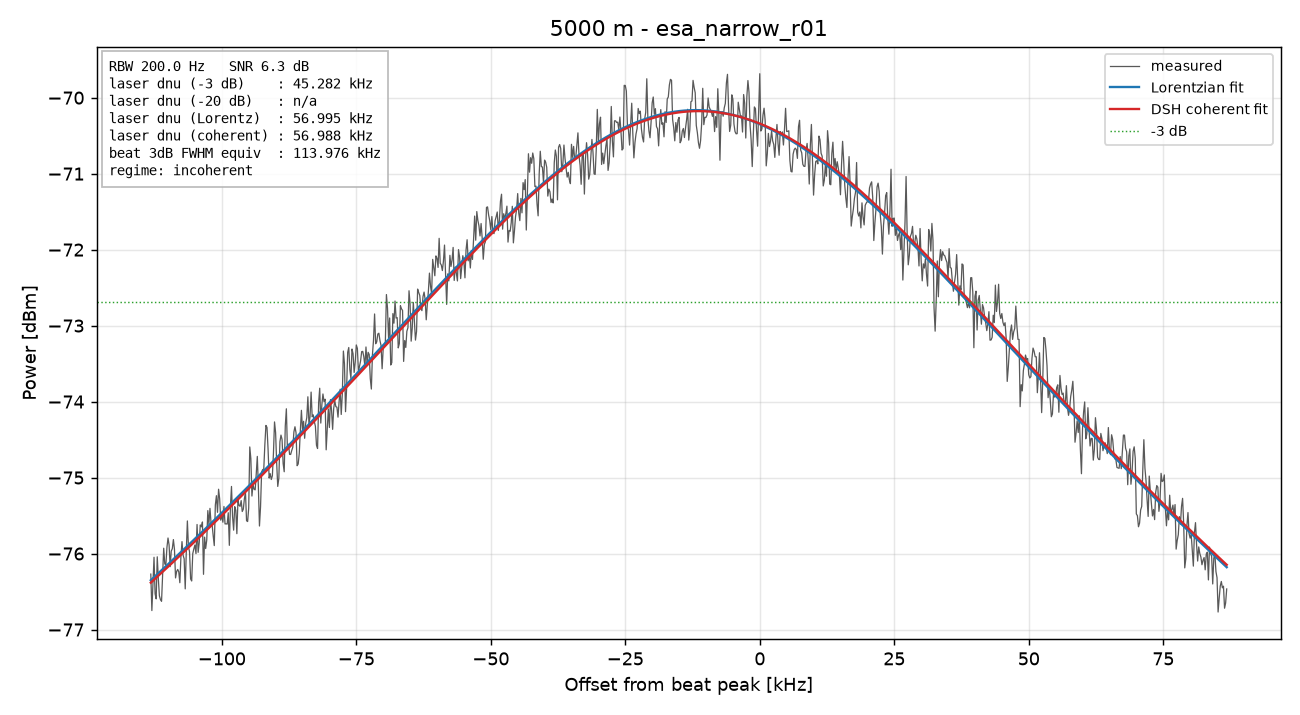 5000 m - esa_narrow_r01
RBW 200.0 Hz   SNR 6.3 dB
laser dnu (-3 dB)    : 45.282 kHz
laser dnu (-20 dB)   : n/a
laser dnu (Lorentz)  : 56.995 kHz
laser dnu (coherent) : 56.988 kHz
beat 3dB FWHM equiv  : 113.976 kHz
regime: incoherent
measured
Lorentzian fit
DSH coherent fit
-3 dB
Power [dBm]
−70
−71
−72
−73
−74
−75
−76
−77
−100
−75
−50
−25
0
25
50
75
Offset from beat peak [kHz]